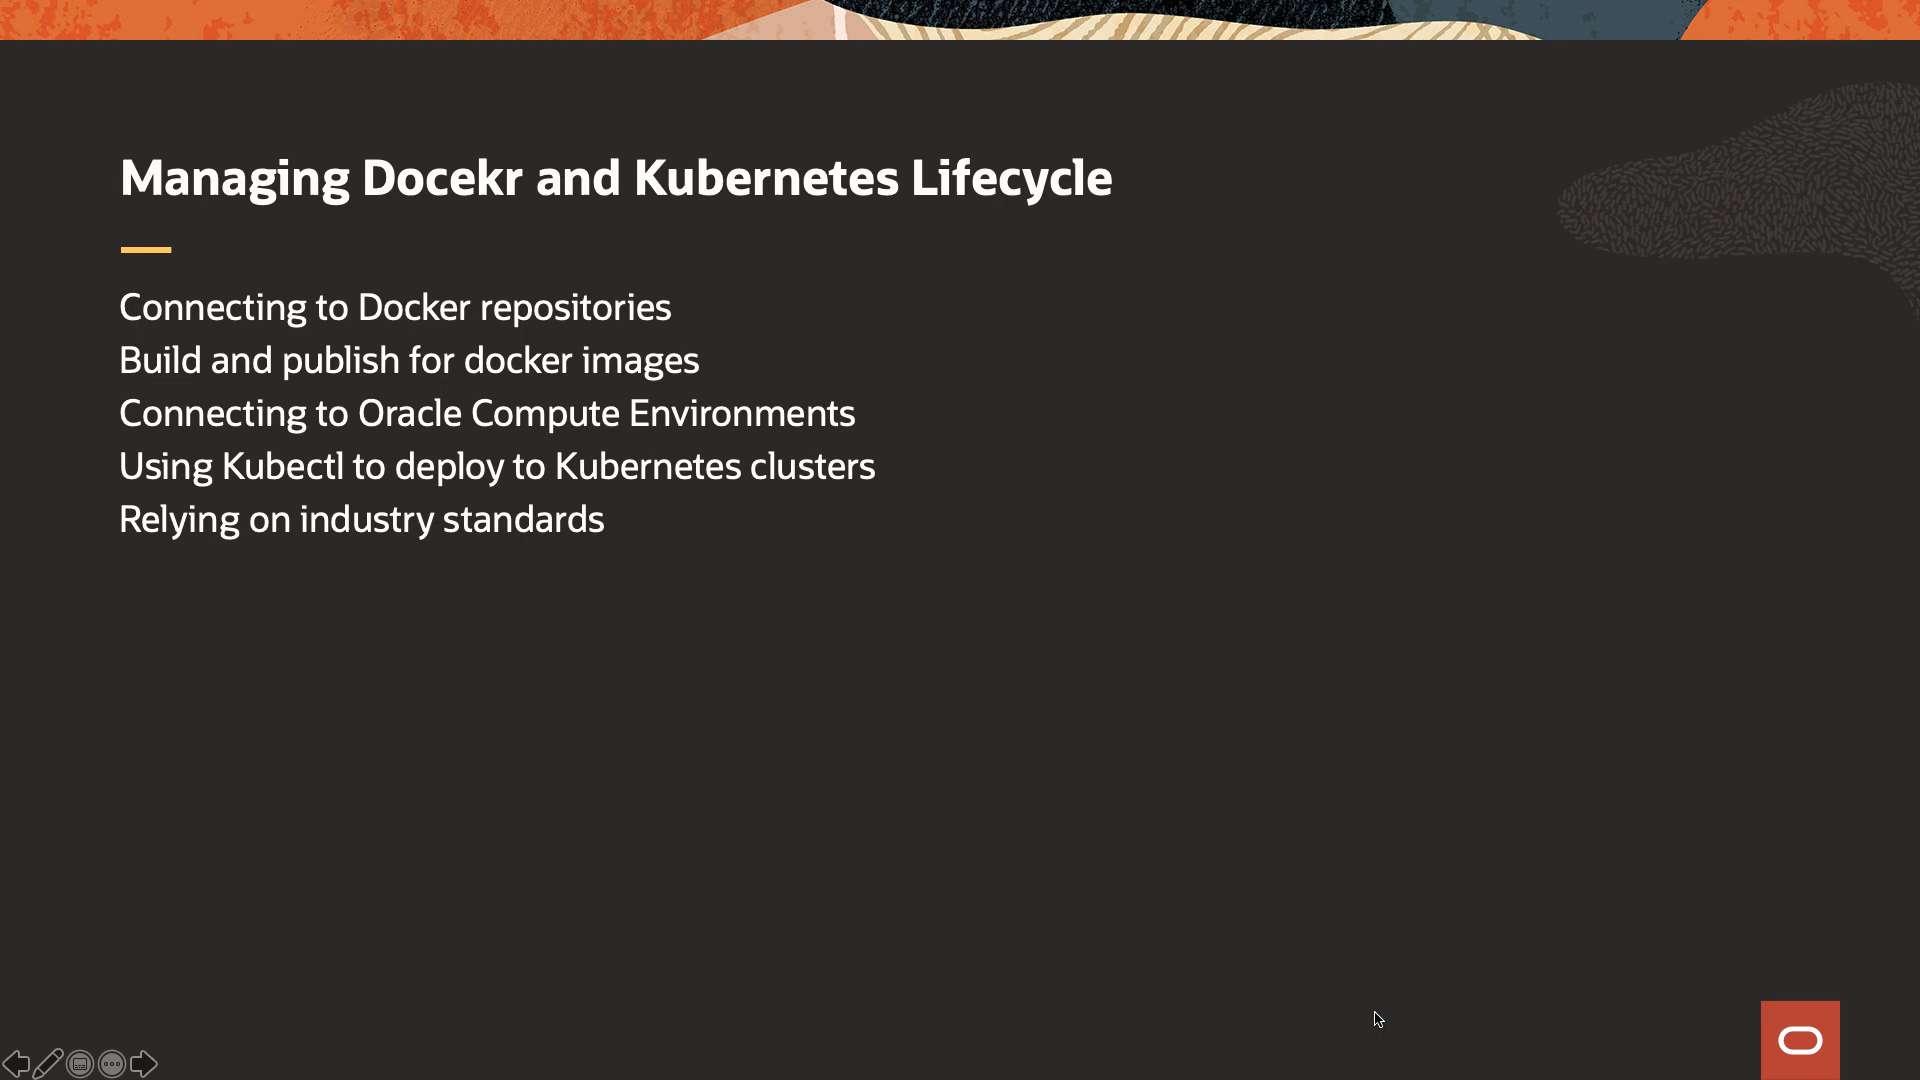 Managing Docekr and Kubernetes Lifecycle
Connecting to Docker repositories
Build and publish for docker images
Connecting to Oracle Compute Environments
Using Kubectl to deploy to Kubernetes clusters
Relying on industry standards